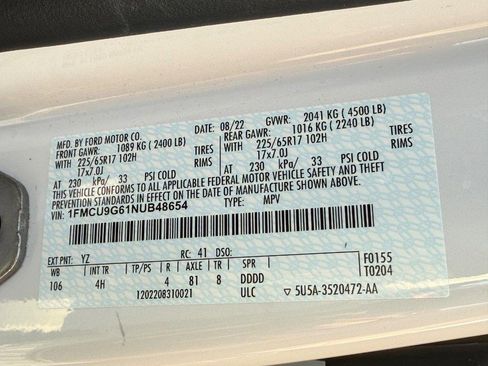 MFD. BY FORD MOTOR CO.
DATE: 08/22 GVWR: 2041 KG (4500 LB)
FRONT GAWR: 1089 KG (2400 LB) REAR GAWR: 1016 KG (2240 LB)
225/65R17 102H TIRES 225/65R17 102H TIRES
17x7.0J RIMS 17x7.0J RIMS
AT 230 kPa/ 33 PSI COLD AT 230 kPa/ 33 PSI COLD
THIS VEHICLE CONFORMS TO ALL APPLICABLE FEDERAL MOTOR VEHICLE SAFETY AND
THEFT PREVENTION STANDARDS IN EFFECT ON THE DATE OF MANUFACTURE SHOWN ABOVE.
VIN: 1FMCU9G61NUB48654 TYPE: MPV
EXT PNT: YZ RC: 41 DSO: F0155
WB INT TR TP/PS R AXLE TR SPR T0204
106 4H 4 81 8 DDDD
1202208310021 ULC ▽ 5U5A-3520472-AA